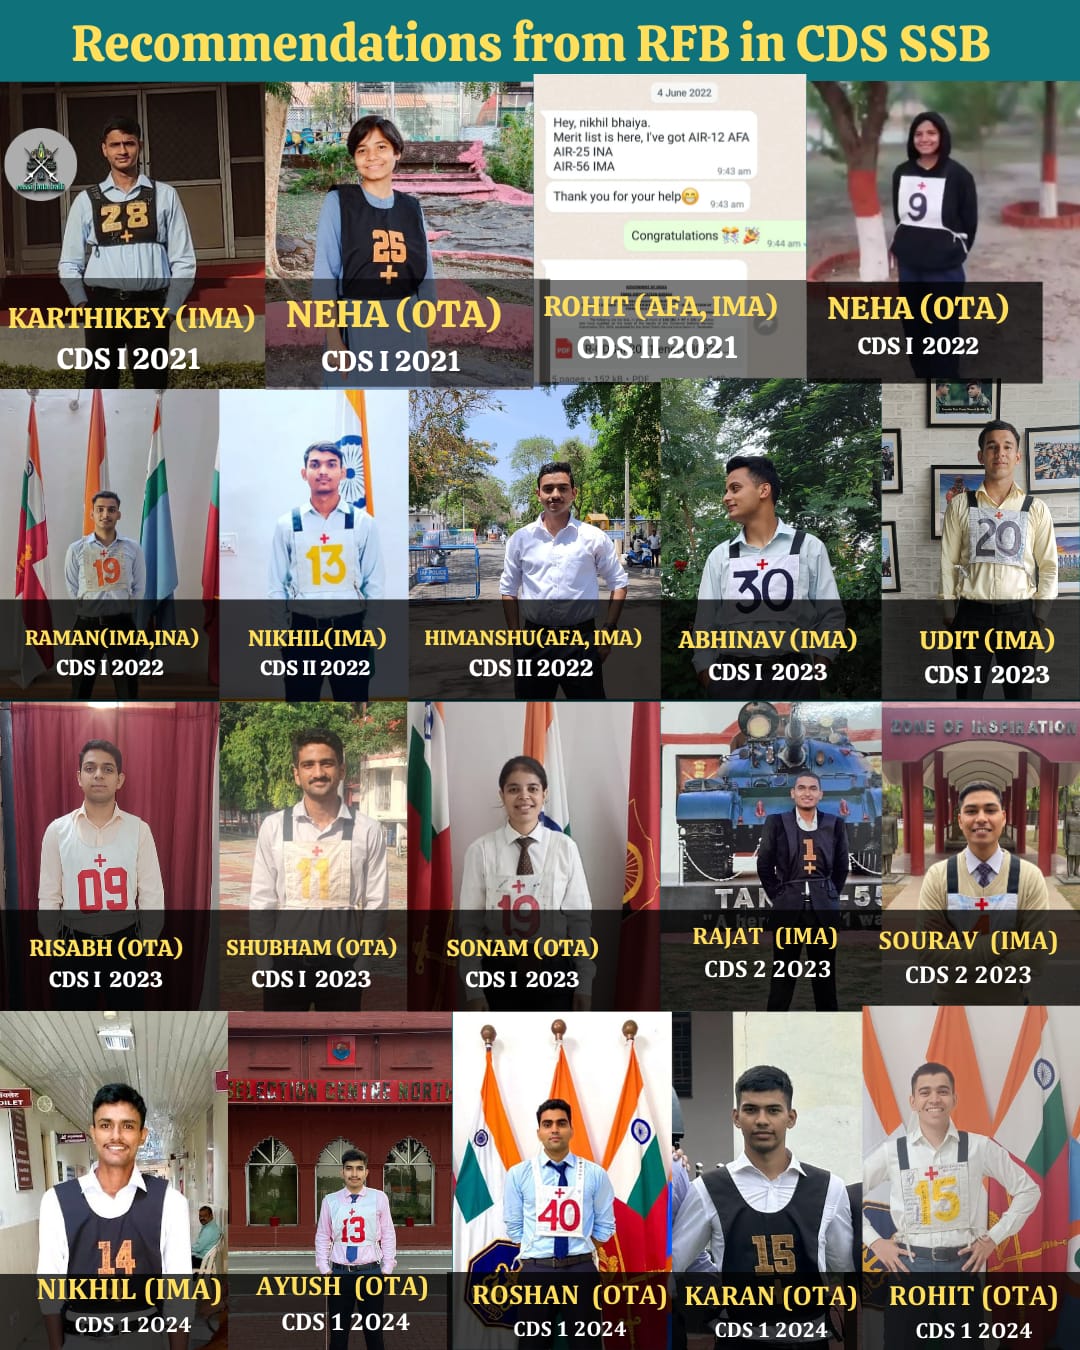 Recommendations from RFB in CDS SSB
28
KARTHIKEY (IMA)
CDS I 2021
25
NEHA (OTA)
CDS I 2021
4 June 2022
Hey, nikhil bhaiya.
Merit list is here, I've got AIR-12 AFA
AIR-25 INA
AIR-56 IMA
9:43 am
Thank you for your help😁
9:43 am
Congratulations 🎊 🎉
9:44 am
ROHIT (AFA, IMA)
PDF
CDS II 2021
5 pages • 152 kB • PDF
9
NEHA (OTA)
CDS I 2022
19
RAMAN(IMA,INA)
CDS I 2022
13
NIKHIL(IMA)
CDS II 2022
HIMANSHU(AFA, IMA)
CDS II 2022
30
ABHINAV (IMA)
CDS I 2023
20
UDIT (IMA)
CDS I 2023
09
RISABH (OTA)
CDS I 2023
11
SHUBHAM (OTA)
CDS I 2023
19
SONAM (OTA)
CDS I 2023
1
TAN -55
RAJAT (IMA)
CDS 2 2023
ZONE OF INSPIRATION
SOURAV (IMA)
CDS 2 2023
14
NIKHIL (IMA)
CDS 1 2024
SELECTION CENTRE NORTH
13
AYUSH (OTA)
CDS 1 2024
40
ROSHAN (OTA)
CDS 1 2024
15
KARAN (OTA)
CDS 1 2024
15
ROHIT (OTA)
CDS 1 2024